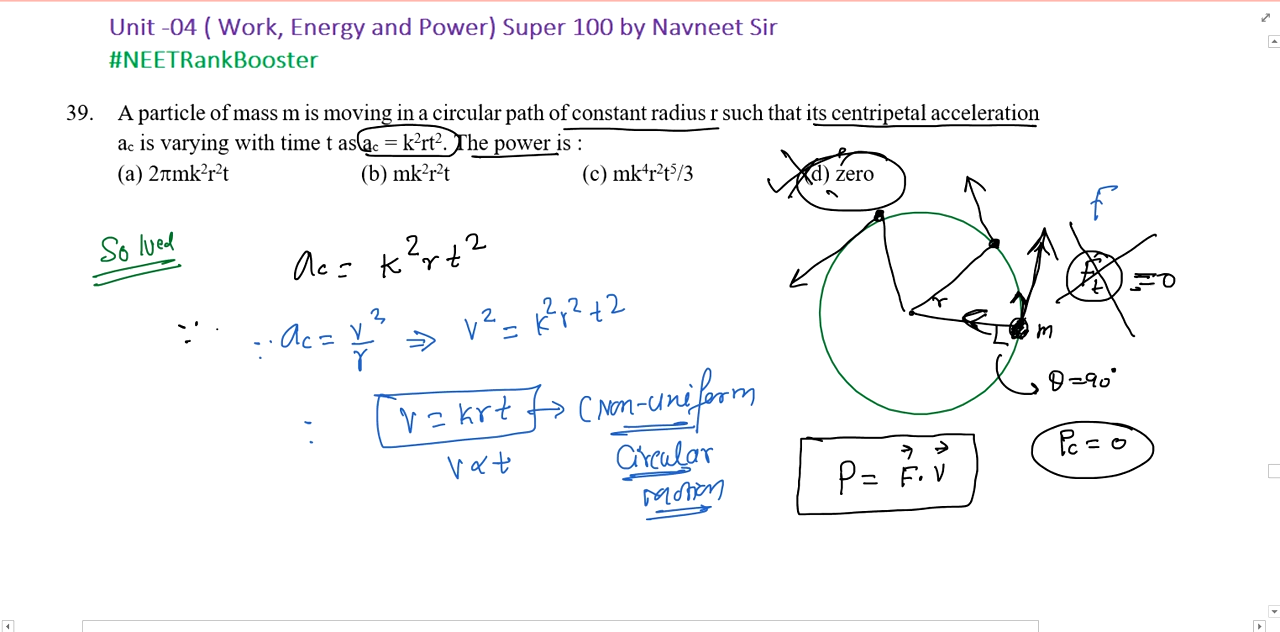 Unit -04 ( Work, Energy and Power) Super 100 by Navneet Sir
#NEETRankBooster
39. A particle of mass m is moving in a circular path of constant radius r such that its centripetal acceleration
a꜀ is varying with time t as a꜀ = k²rt². The power is :
(a) 2πmk²r²t (b) mk²r²t (c) mk⁴r²t⁵/3 (d) zero
Solved
a꜀ = k²rt²
∵ ∴ a꜀ = v²/r ⇒ v² = k²r²t²
∴ v = krt → (Non-uniform
v ∝ t Circular
motion
r
m
F
Fₜ = 0
θ=90°
P꜀ = 0
P = F⃗.V⃗